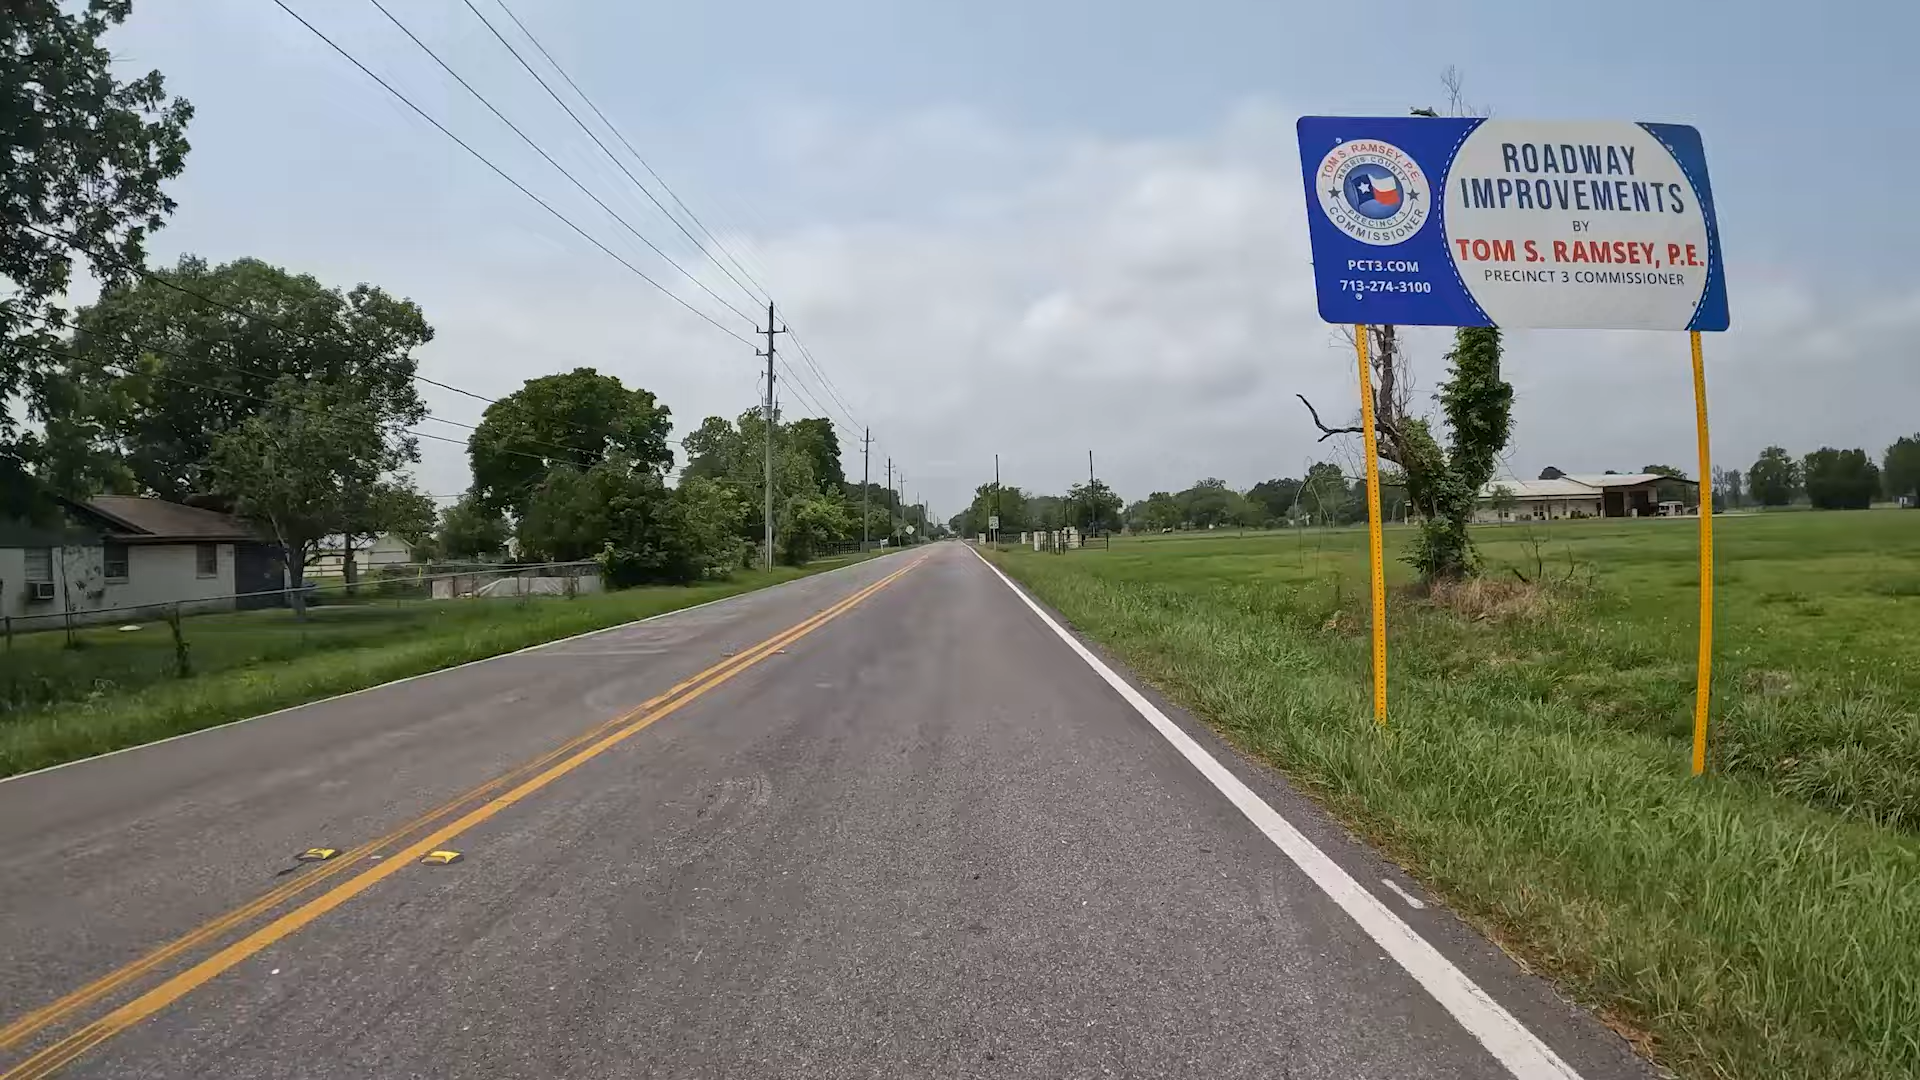 TOM S. RAMSEY, P.E.
HARRIS COUNTY
PRECINCT 3
COMMISSIONER
PCT3.COM
713-274-3100
ROADWAY
IMPROVEMENTS
BY
TOM S. RAMSEY, P.E.
PRECINCT 3 COMMISSIONER